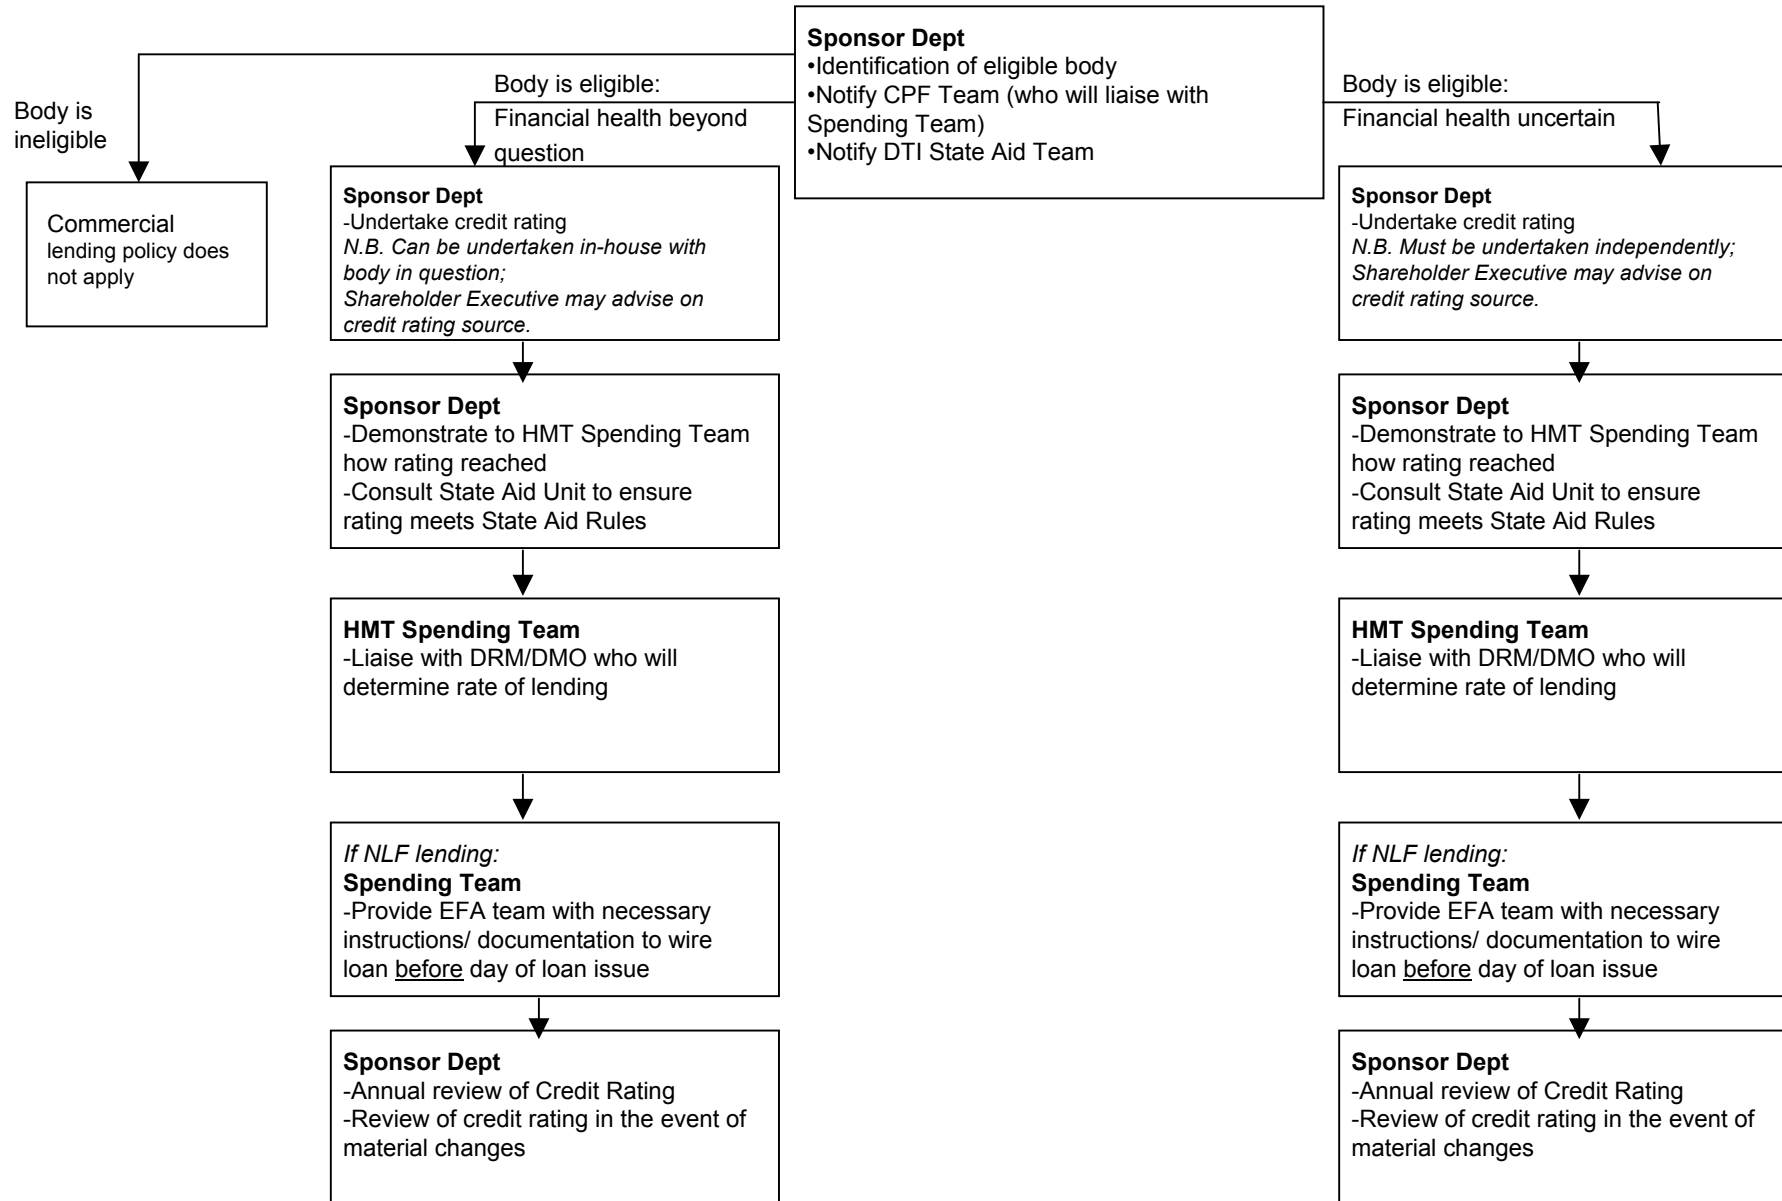 Sponsor Dept
•Identification of eligible body
•Notify CPF Team (who will liaise with
Spending Team)
•Notify DTI State Aid Team
Body is
ineligible
Body is eligible:
Financial health beyond
question
Body is eligible:
Financial health uncertain
Commercial
lending policy does
not apply
Sponsor Dept
-Undertake credit rating
N.B. Can be undertaken in-house with
body in question;
Shareholder Executive may advise on
credit rating source.
Sponsor Dept
-Demonstrate to HMT Spending Team
how rating reached
-Consult State Aid Unit to ensure
rating meets State Aid Rules
HMT Spending Team
-Liaise with DRM/DMO who will
determine rate of lending
If NLF lending:
Spending Team
-Provide EFA team with necessary
instructions/ documentation to wire
loan before day of loan issue
Sponsor Dept
-Annual review of Credit Rating
-Review of credit rating in the event of
material changes
Sponsor Dept
-Undertake credit rating
N.B. Must be undertaken independently;
Shareholder Executive may advise on
credit rating source.
Sponsor Dept
-Demonstrate to HMT Spending Team
how rating reached
-Consult State Aid Unit to ensure
rating meets State Aid Rules
HMT Spending Team
-Liaise with DRM/DMO who will
determine rate of lending
If NLF lending:
Spending Team
-Provide EFA team with necessary
instructions/ documentation to wire
loan before day of loan issue
Sponsor Dept
-Annual review of Credit Rating
-Review of credit rating in the event of
material changes